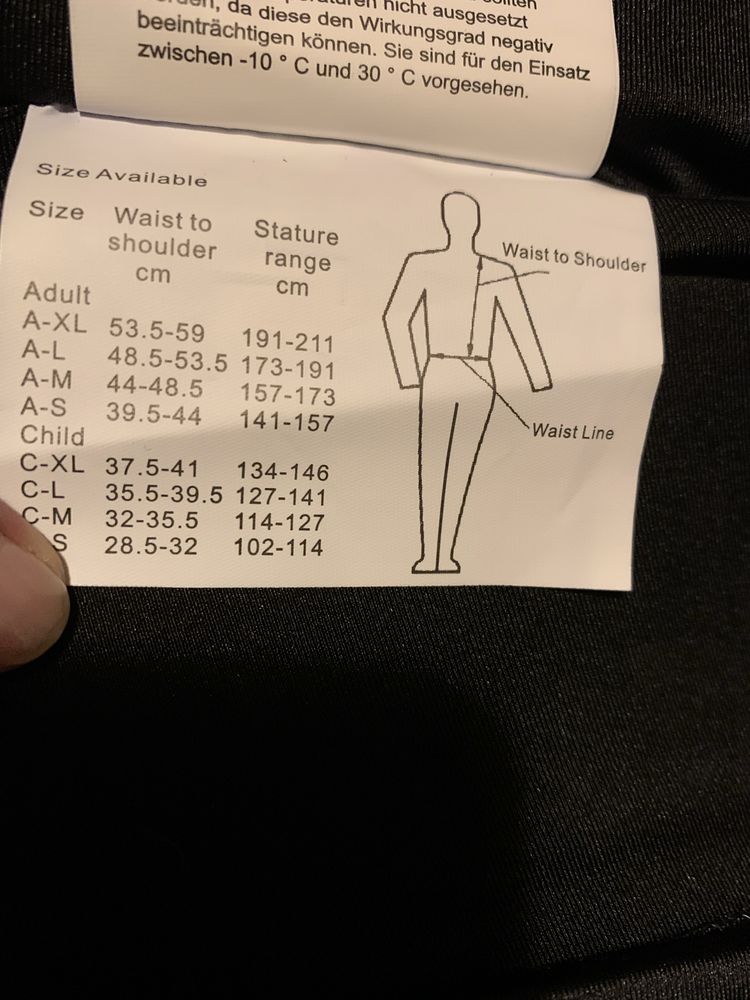 nicht ausgesetzt
da diese den Wirkungsgrad negativ
beeinträchtigen können. Sie sind für den Einsatz
zwischen -10 ° C und 30 ° C vorgesehen.
Size Available
Size Waist to shoulder cm Stature range cm
Adult
A-XL 53.5-59 191-211
A-L 48.5-53.5 173-191
A-M 44-48.5 157-173
A-S 39.5-44 141-157
Child
C-XL 37.5-41 134-146
C-L 35.5-39.5 127-141
C-M 32-35.5 114-127
S 28.5-32 102-114
Waist to Shoulder
Waist Line